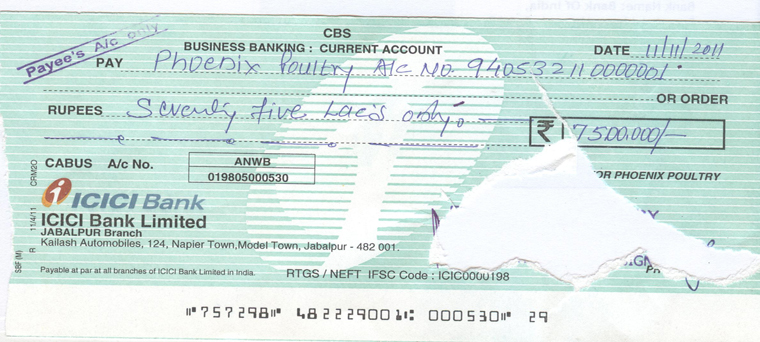 CBS
Payee's A/c only
BUSINESS BANKING : CURRENT ACCOUNT
DATE 11/11/2011
PAY Phoenix Poultry A/c No. 94053211 0000001
OR ORDER
RUPEES Seventy five Lacs only.
₹ 7500.000/-
CABUS A/c No. ANWB
019805000530
FOR PHOENIX POULTRY
CRM2O
11/4/11
R
SBF (M)
i ICICI Bank
ICICI Bank Limited
JABALPUR Branch
Kailash Automobiles, 124, Napier Town,Model Town, Jabalpur - 482 001.
Payable at par at all branches of ICICI Bank Limited in India.
RTGS / NEFT IFSC Code : ICIC0000198
⑈757298⑈ 482229001⑆ 000530⑈ 29